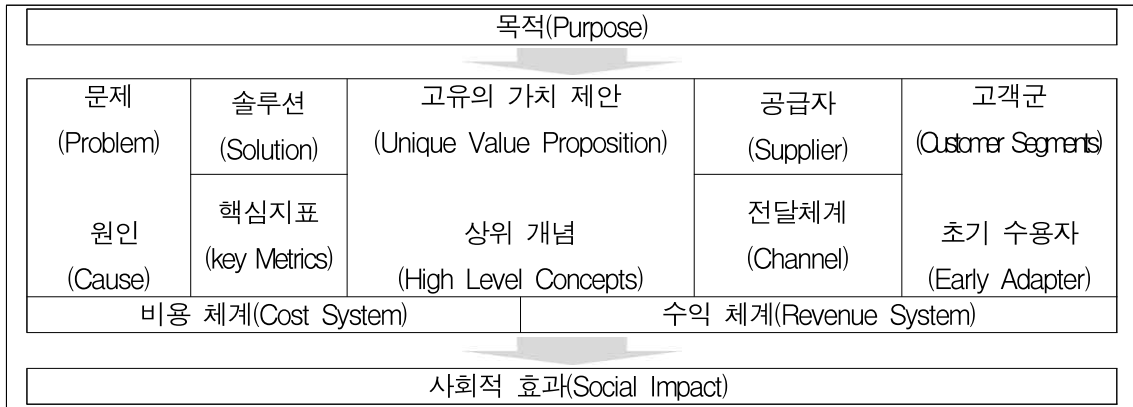 목적(Purpose)
문제
(Problem)
원인
(Cause)
솔루션
(Solution)
핵심지표
(key Metrics)
고유의 가치 제안
(Unique Value Proposition)
상위 개념
(High Level Concepts)
공급자
(Supplier)
전달체계
(Channel)
고객군
(Customer Segments)
초기 수용자
(Early Adapter)
비용 체계(Cost System)
수익 체계(Revenue System)
사회적 효과(Social Impact)